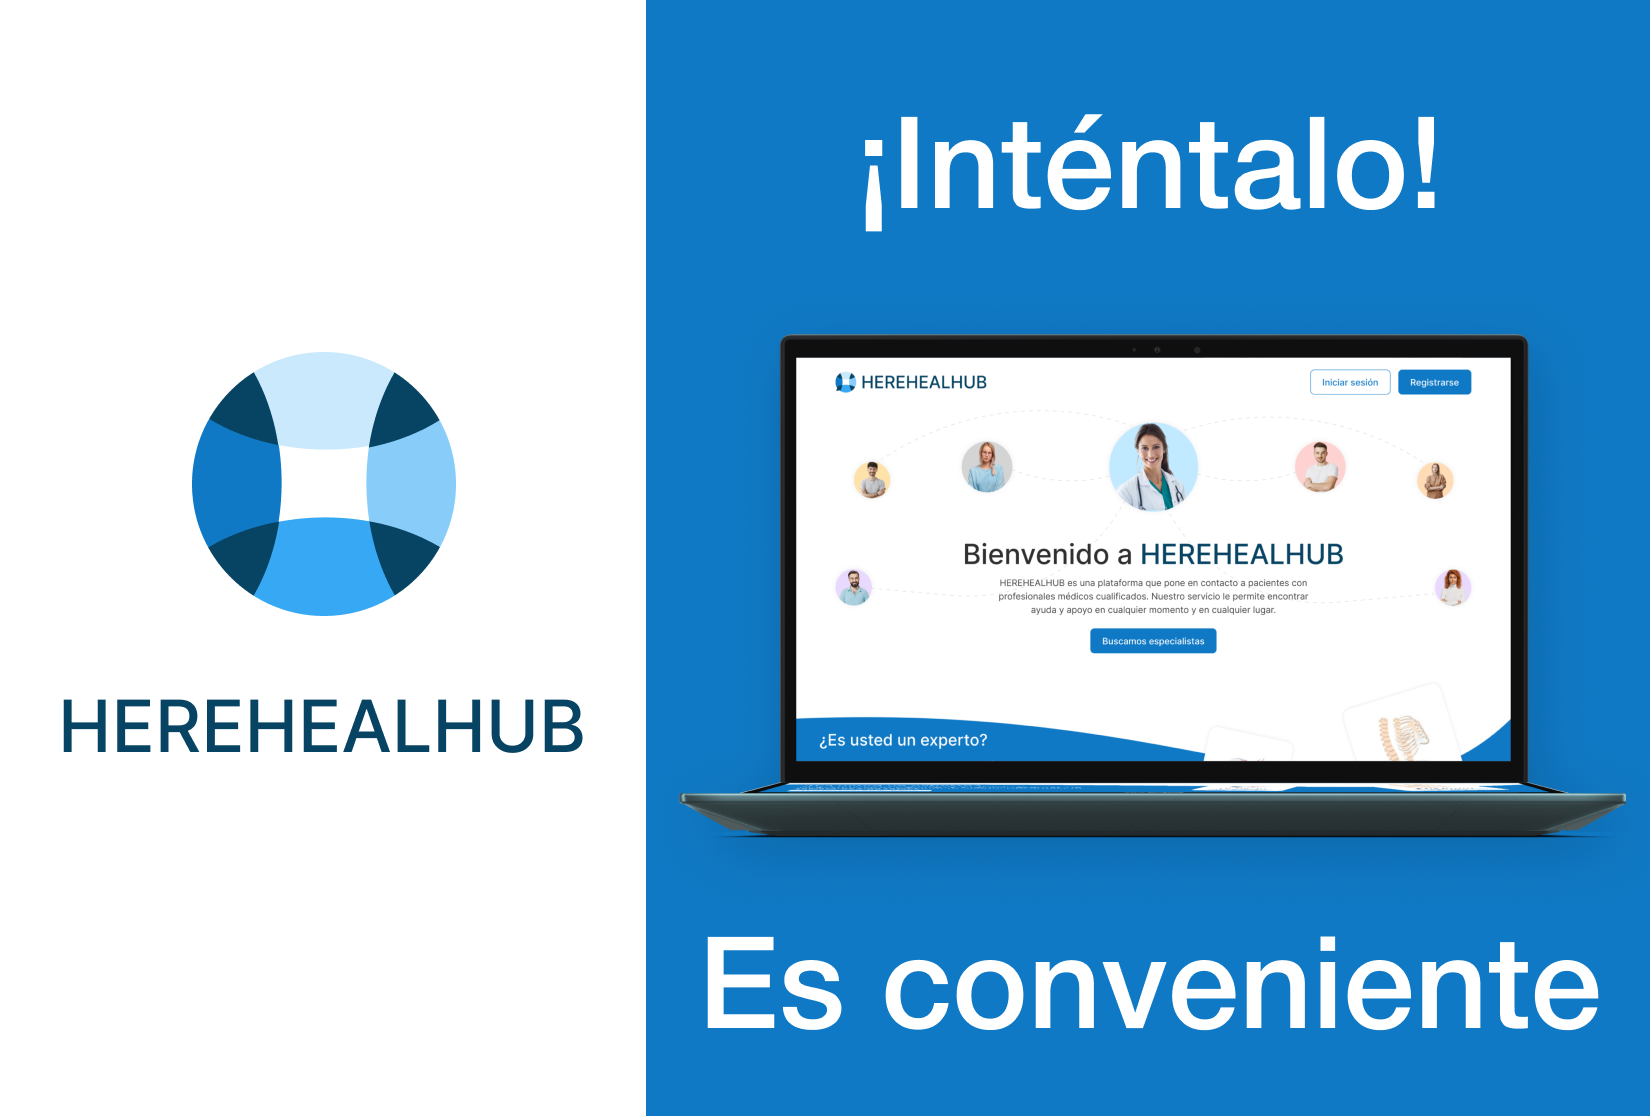 HEREHEALHUB
¡Inténtalo!
HEREHEALHUB
Iniciar sesión
Registrarse
Bienvenido a HEREHEALHUB
HEREHEALHUB es una plataforma que pone en contacto a pacientes con
profesionales médicos cualificados. Nuestro servicio le permite encontrar
ayuda y apoyo en cualquier momento y en cualquier lugar.
Buscamos especialistas
¿Es usted un experto?
Es conveniente